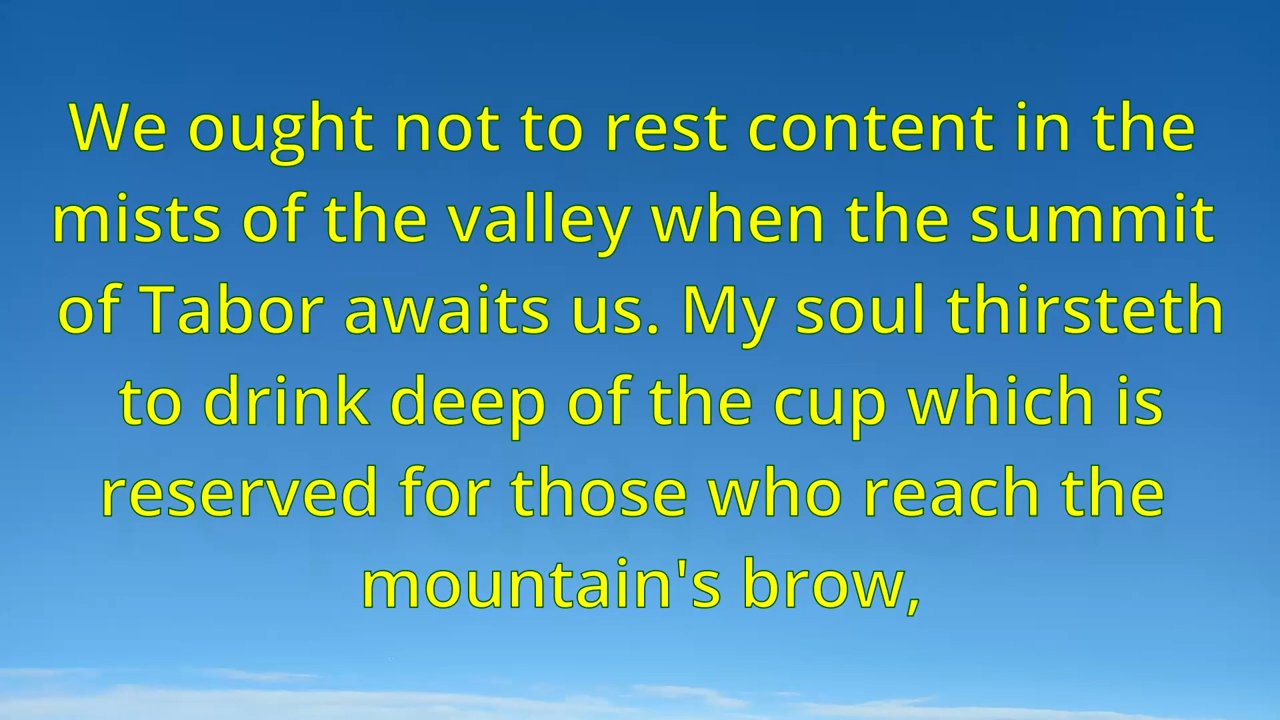 We ought not to rest content in the
mists of the valley when the summit
of Tabor awaits us. My soul thirsteth
to drink deep of the cup which is
reserved for those who reach the
mountain's brow,